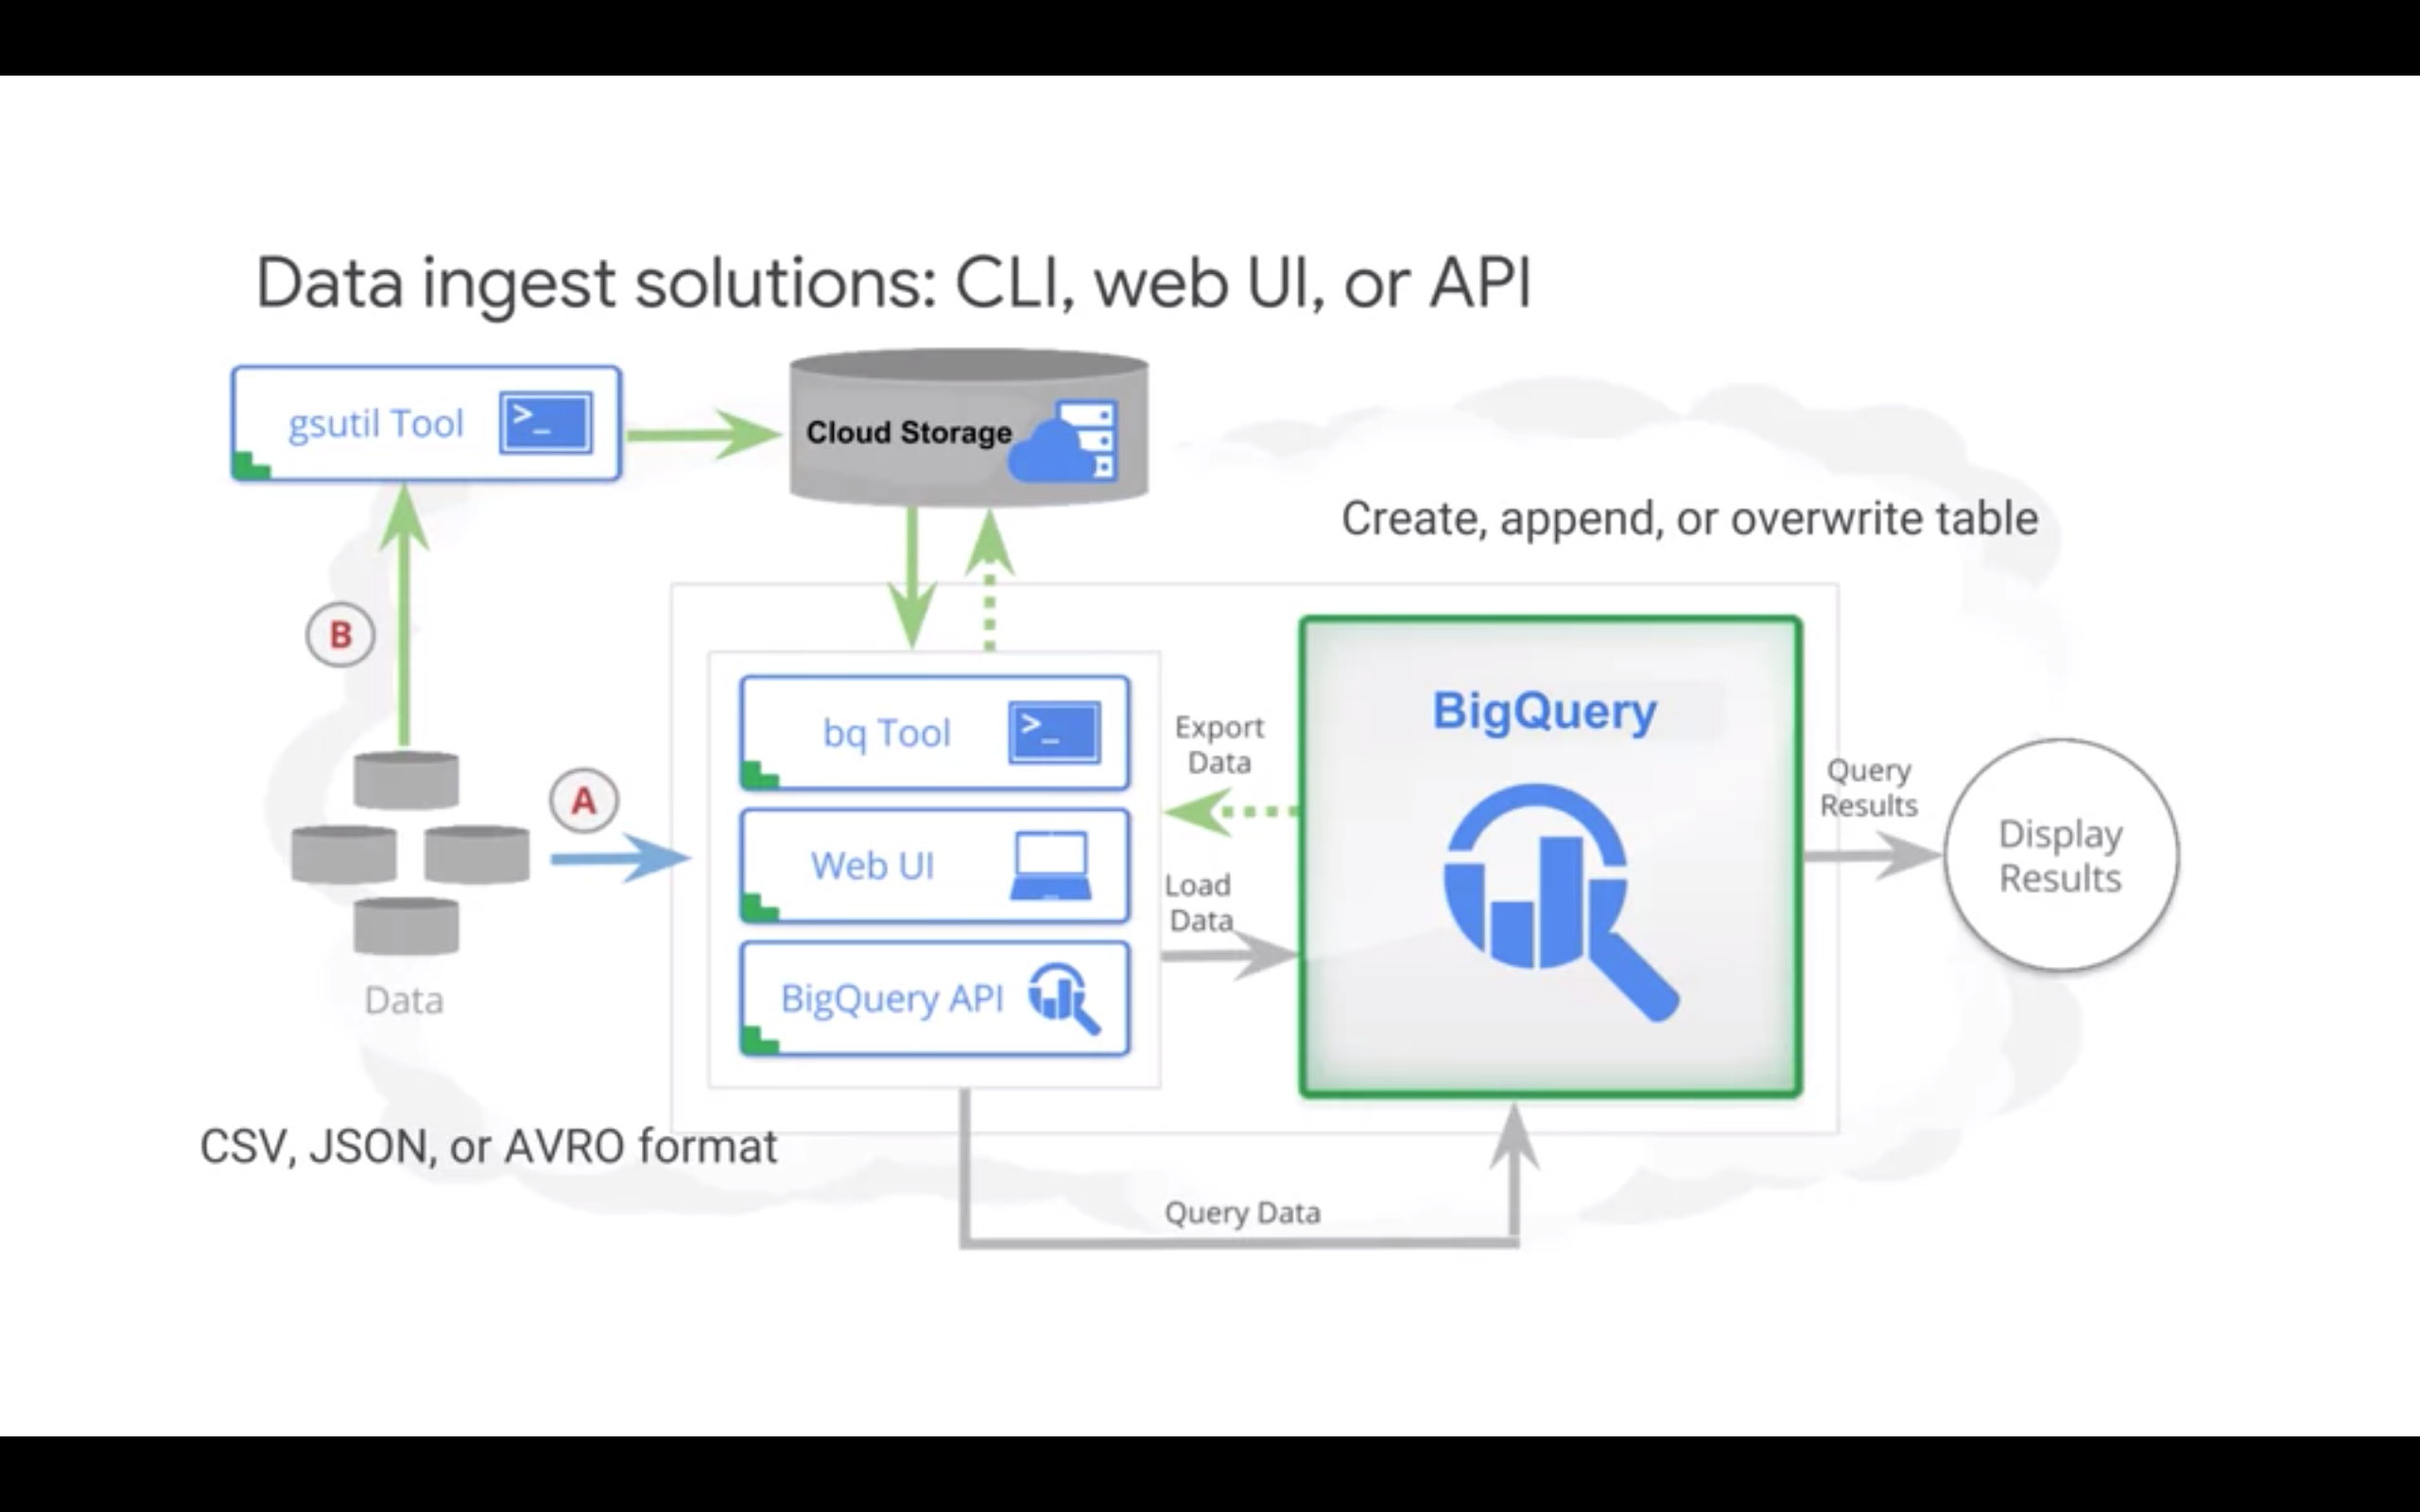 Data ingest solutions: CLI, web UI, or API
gsutil Tool
>_
Cloud Storage
Create, append, or overwrite table
B
A
bq Tool
>_
Web UI
BigQuery API
Export
Data
Load
Data
BigQuery
Query
Results
Display
Results
Data
CSV, JSON, or AVRO format
Query Data